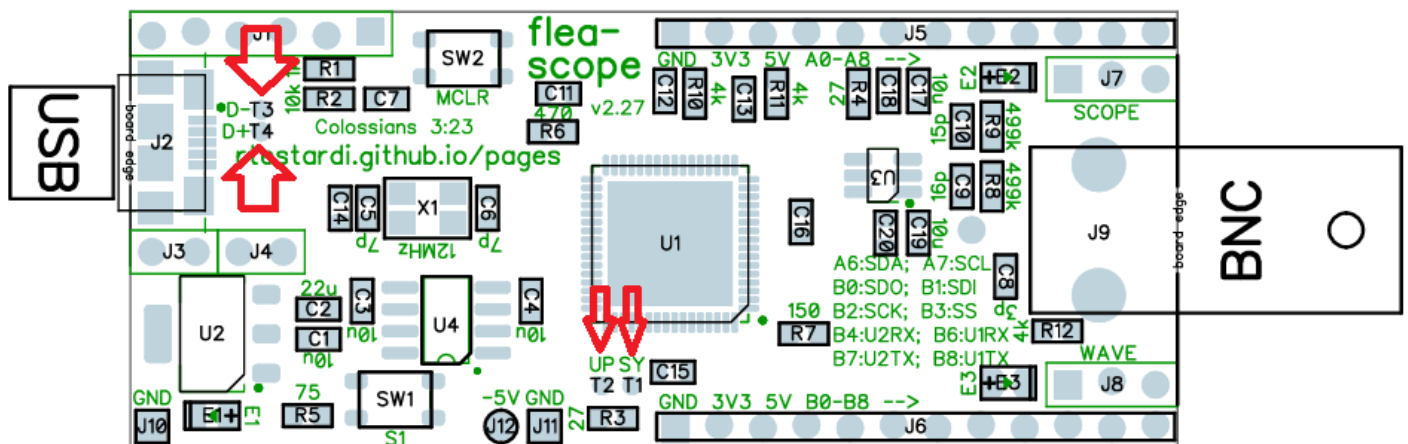 J1
flea-
scope
v2.27
SW2
MCLR
J5
GND 3V3 5V A0-A8 -->
USB
board edge
J2
D-T3
D+T4
1k
R1
10k
R2
C7
Colossians 3:23
rtestardi.github.io/pages
C11
470
R6
C12
R10
4k
C13
R11
4k
27
R4
C18
C17
10u
E2
+E2
J7
SCOPE
15p
C10
R9
499k
16p
C9
R8
499k
U3
C14
C5
7p
X1
12MHz
C6
7p
U1
C16
C20
C19
10u
J9
board edge
BNC
J3
J4
U2
22u
C2
C1
10u
C3
10u
U4
C4
10u
A6:SDA; A7:SCL
B0:SDO; B1:SDI
B2:SCK; B3:SS
B4:U2RX; B6:U1RX
B7:U2TX; B8:U1TX
C8
3p
150
R7
4k
R12
WAVE
UP SY
T2 T1
C15
E3
+E3
J8
GND
J10
E1+
E1
75
R5
SW1
S1
-5V GND
J12
J11
27
R3
GND 3V3 5V B0-B8 -->
J6